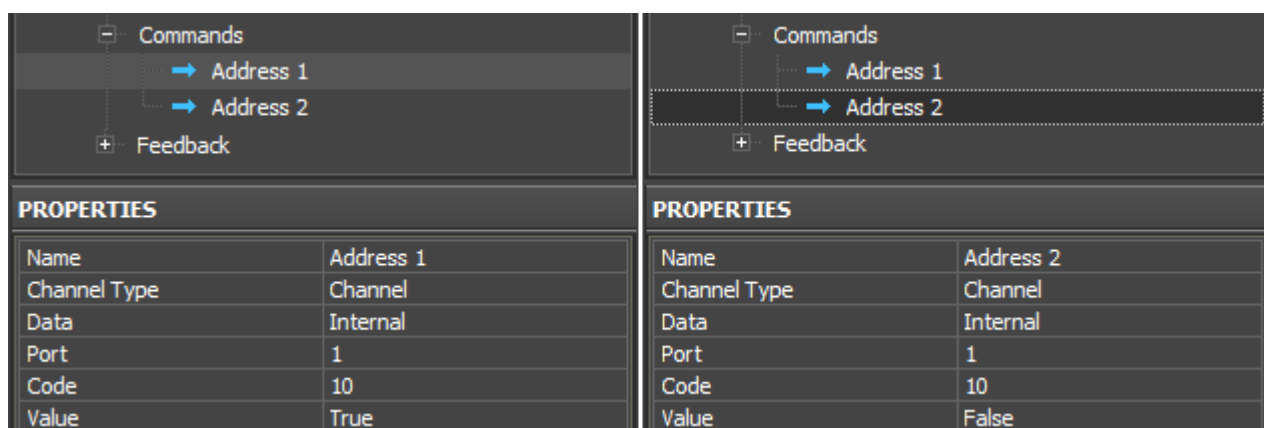 Commands
Address 1
Address 2
Feedback
PROPERTIES
Name Address 1
Channel Type Channel
Data Internal
Port 1
Code 10
Value True
Commands
Address 1
Address 2
Feedback
PROPERTIES
Name Address 2
Channel Type Channel
Data Internal
Port 1
Code 10
Value False